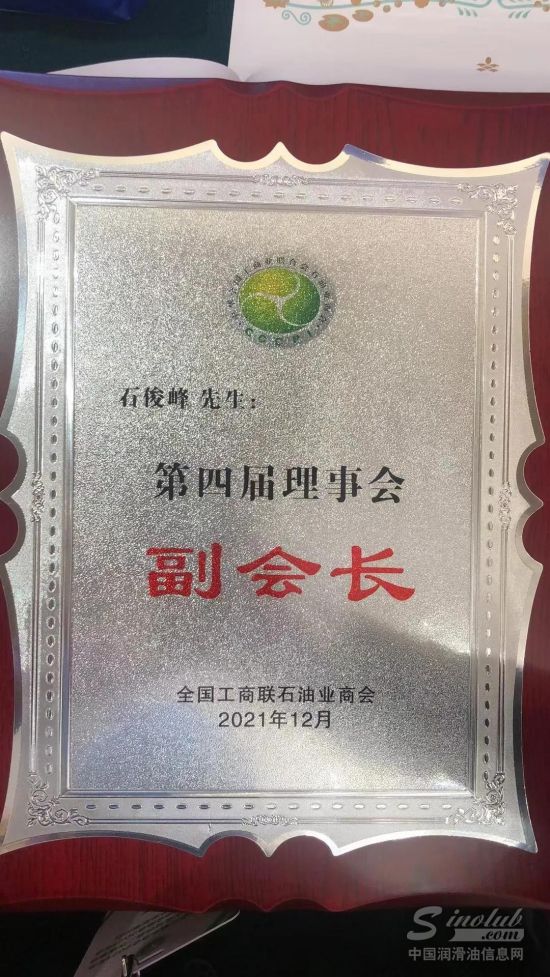 CCCPI
石俊峰 先生：
第四届理事会
副会长
全国工商联石油业商会
2021年12月
Sinolub.com
中国润滑油信息网